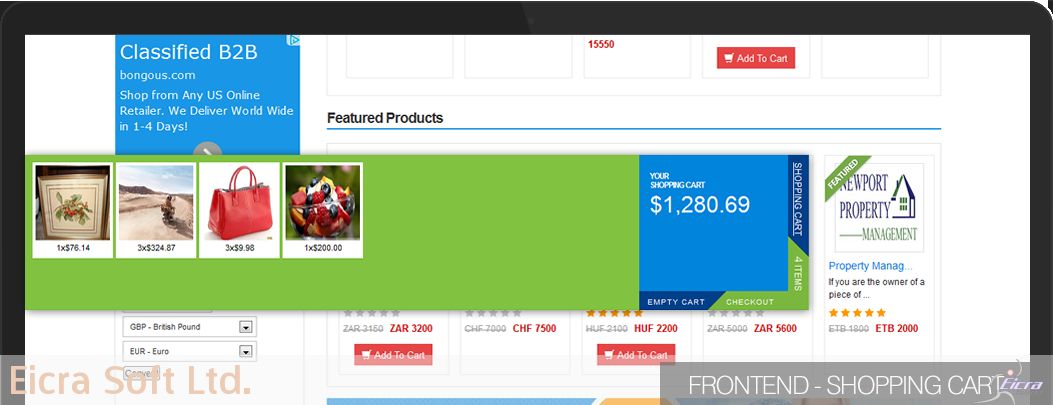 Classified B2B
bongous.com
Shop from Any US Online
Retailer. We Deliver World Wide
in 1-4 Days!
15550
Add To Cart
Featured Products
1x$76.14
3x$324.87
3x$9.98
1x$200.00
YOUR
SHOPPING CART
$1,280.69
SHOPPING CART
4 ITEMS
EMPTY CART
CHECKOUT
FEATURED
NEWPORT
PROPERTY
MANAGEMENT
Property Manag...
If you are the owner of a
piece of ...
ETB 1800 ETB 2000
GBP - British Pound
EUR - Euro
Convert
ZAR 3150 ZAR 3200
CHF 7000 CHF 7500
HUF 2100 HUF 2200
ZAR 5000 ZAR 5600
Add To Cart
Add To Cart
Eicra Soft Ltd.
FRONTEND - SHOPPING CART
Eicra